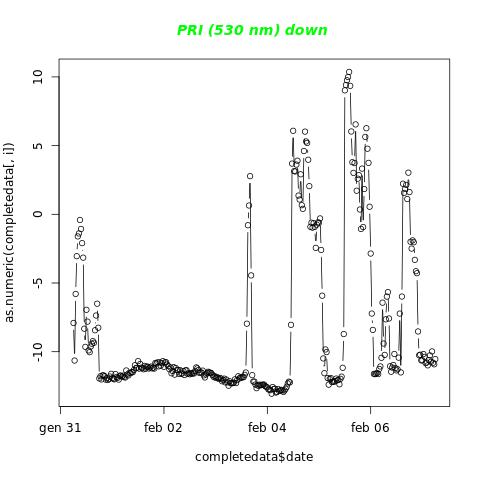 PRI (530 nm) down
as.numeric(completedata[, i])
10
5
0
-5
-10
gen 31
feb 02
feb 04
feb 06
completedata$date